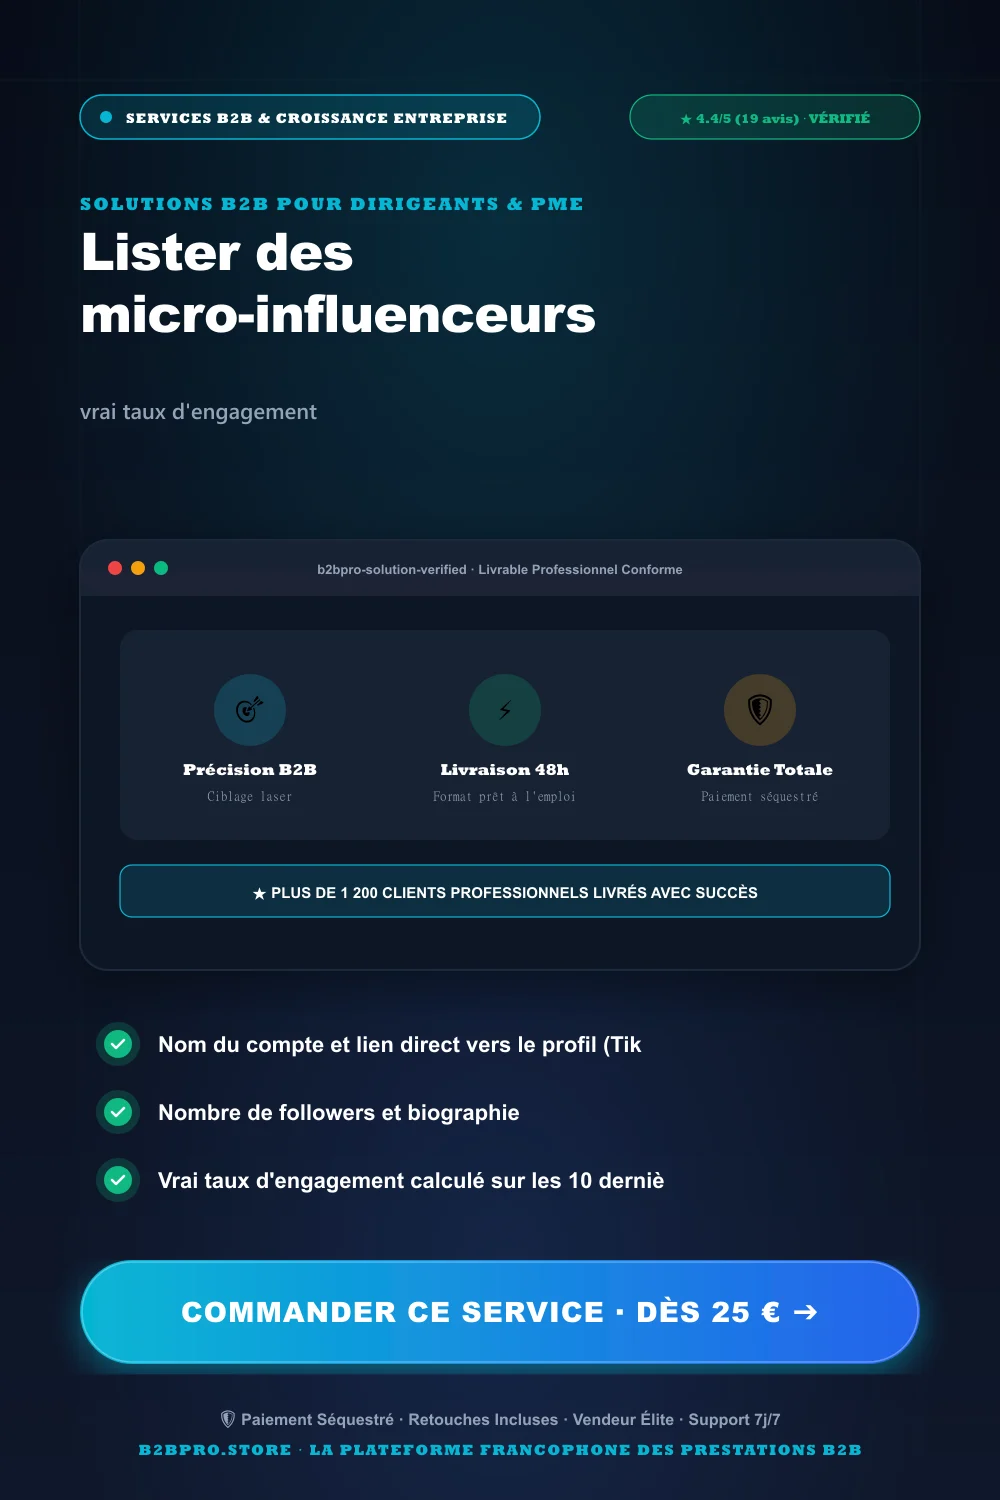 SERVICES B2B & CROISSANCE ENTREPRISE
★ 4.4/5 (19 avis) · VÉRIFIÉ
SOLUTIONS B2B POUR DIRIGEANTS & PME
Lister des
micro-influenceurs
vrai taux d'engagement
b2bpro-solution-verified · Livrable Professionnel Conforme
Précision B2B
Ciblage laser
Livraison 48h
Format prêt à l'emploi
Garantie Totale
Paiement séquestré
★ PLUS DE 1 200 CLIENTS PROFESSIONNELS LIVRÉS AVEC SUCCÈS
Nom du compte et lien direct vers le profil (Tik
Nombre de followers et biographie
Vrai taux d'engagement calculé sur les 10 derniè
COMMANDER CE SERVICE · DÈS 25 € →
Paiement Séquestré · Retouches Incluses · Vendeur Élite · Support 7j/7
B2BPRO.STORE · LA PLATEFORME FRANCOPHONE DES PRESTATIONS B2B